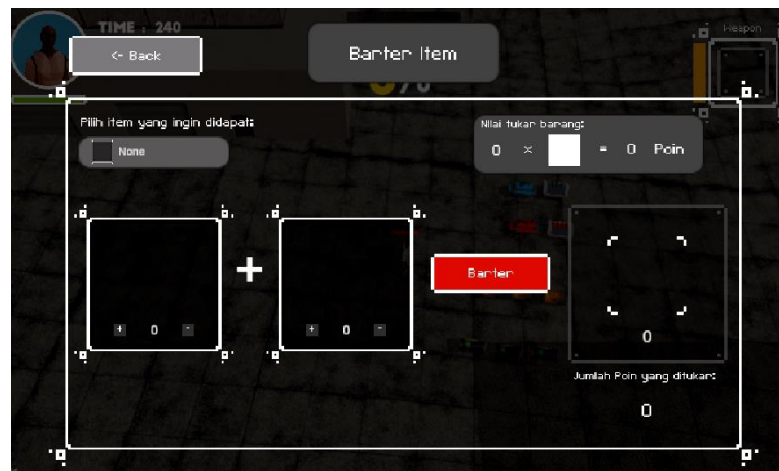 TIME : 240
Weapon
<- Back
Barter Item
Pilih item yang ingin didapat:
None
Nilai tukar barang:
0 × = 0 Poin
+ 0 -
+
+ 0 -
Barter
0
Jumlah Poin yang ditukar:
0